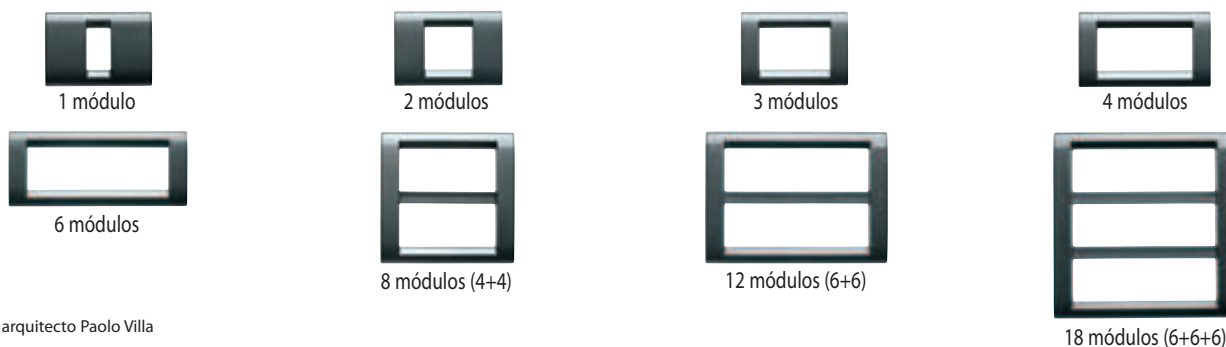 1 módulo
2 módulos
3 módulos
4 módulos
6 módulos
8 módulos (4+4)
12 módulos (6+6)
18 módulos (6+6+6)
arquitecto Paolo Villa